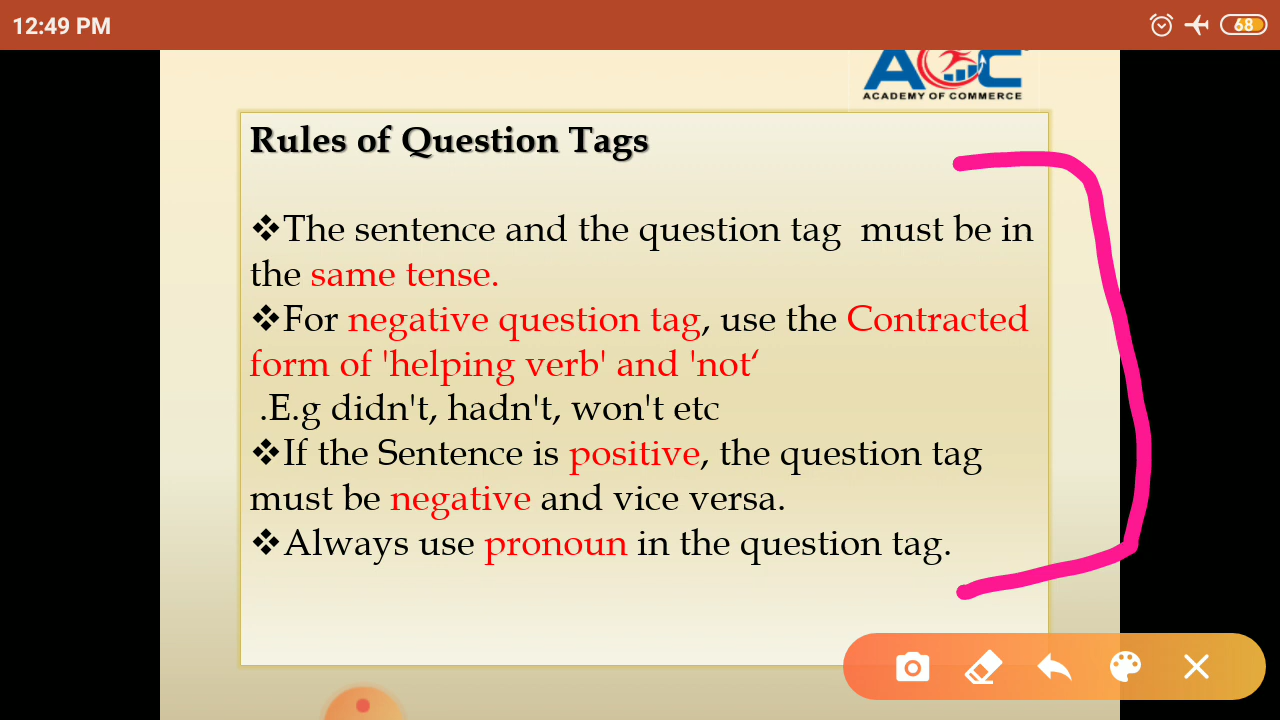 12:49 PM
68
AOC
ACADEMY OF COMMERCE
Rules of Question Tags
❖The sentence and the question tag  must be in
the same tense.
❖For negative question tag, use the Contracted
form of 'helping verb' and 'not‘
.E.g didn't, hadn't, won't etc
❖If the Sentence is positive, the question tag
must be negative and vice versa.
❖Always use pronoun in the question tag.